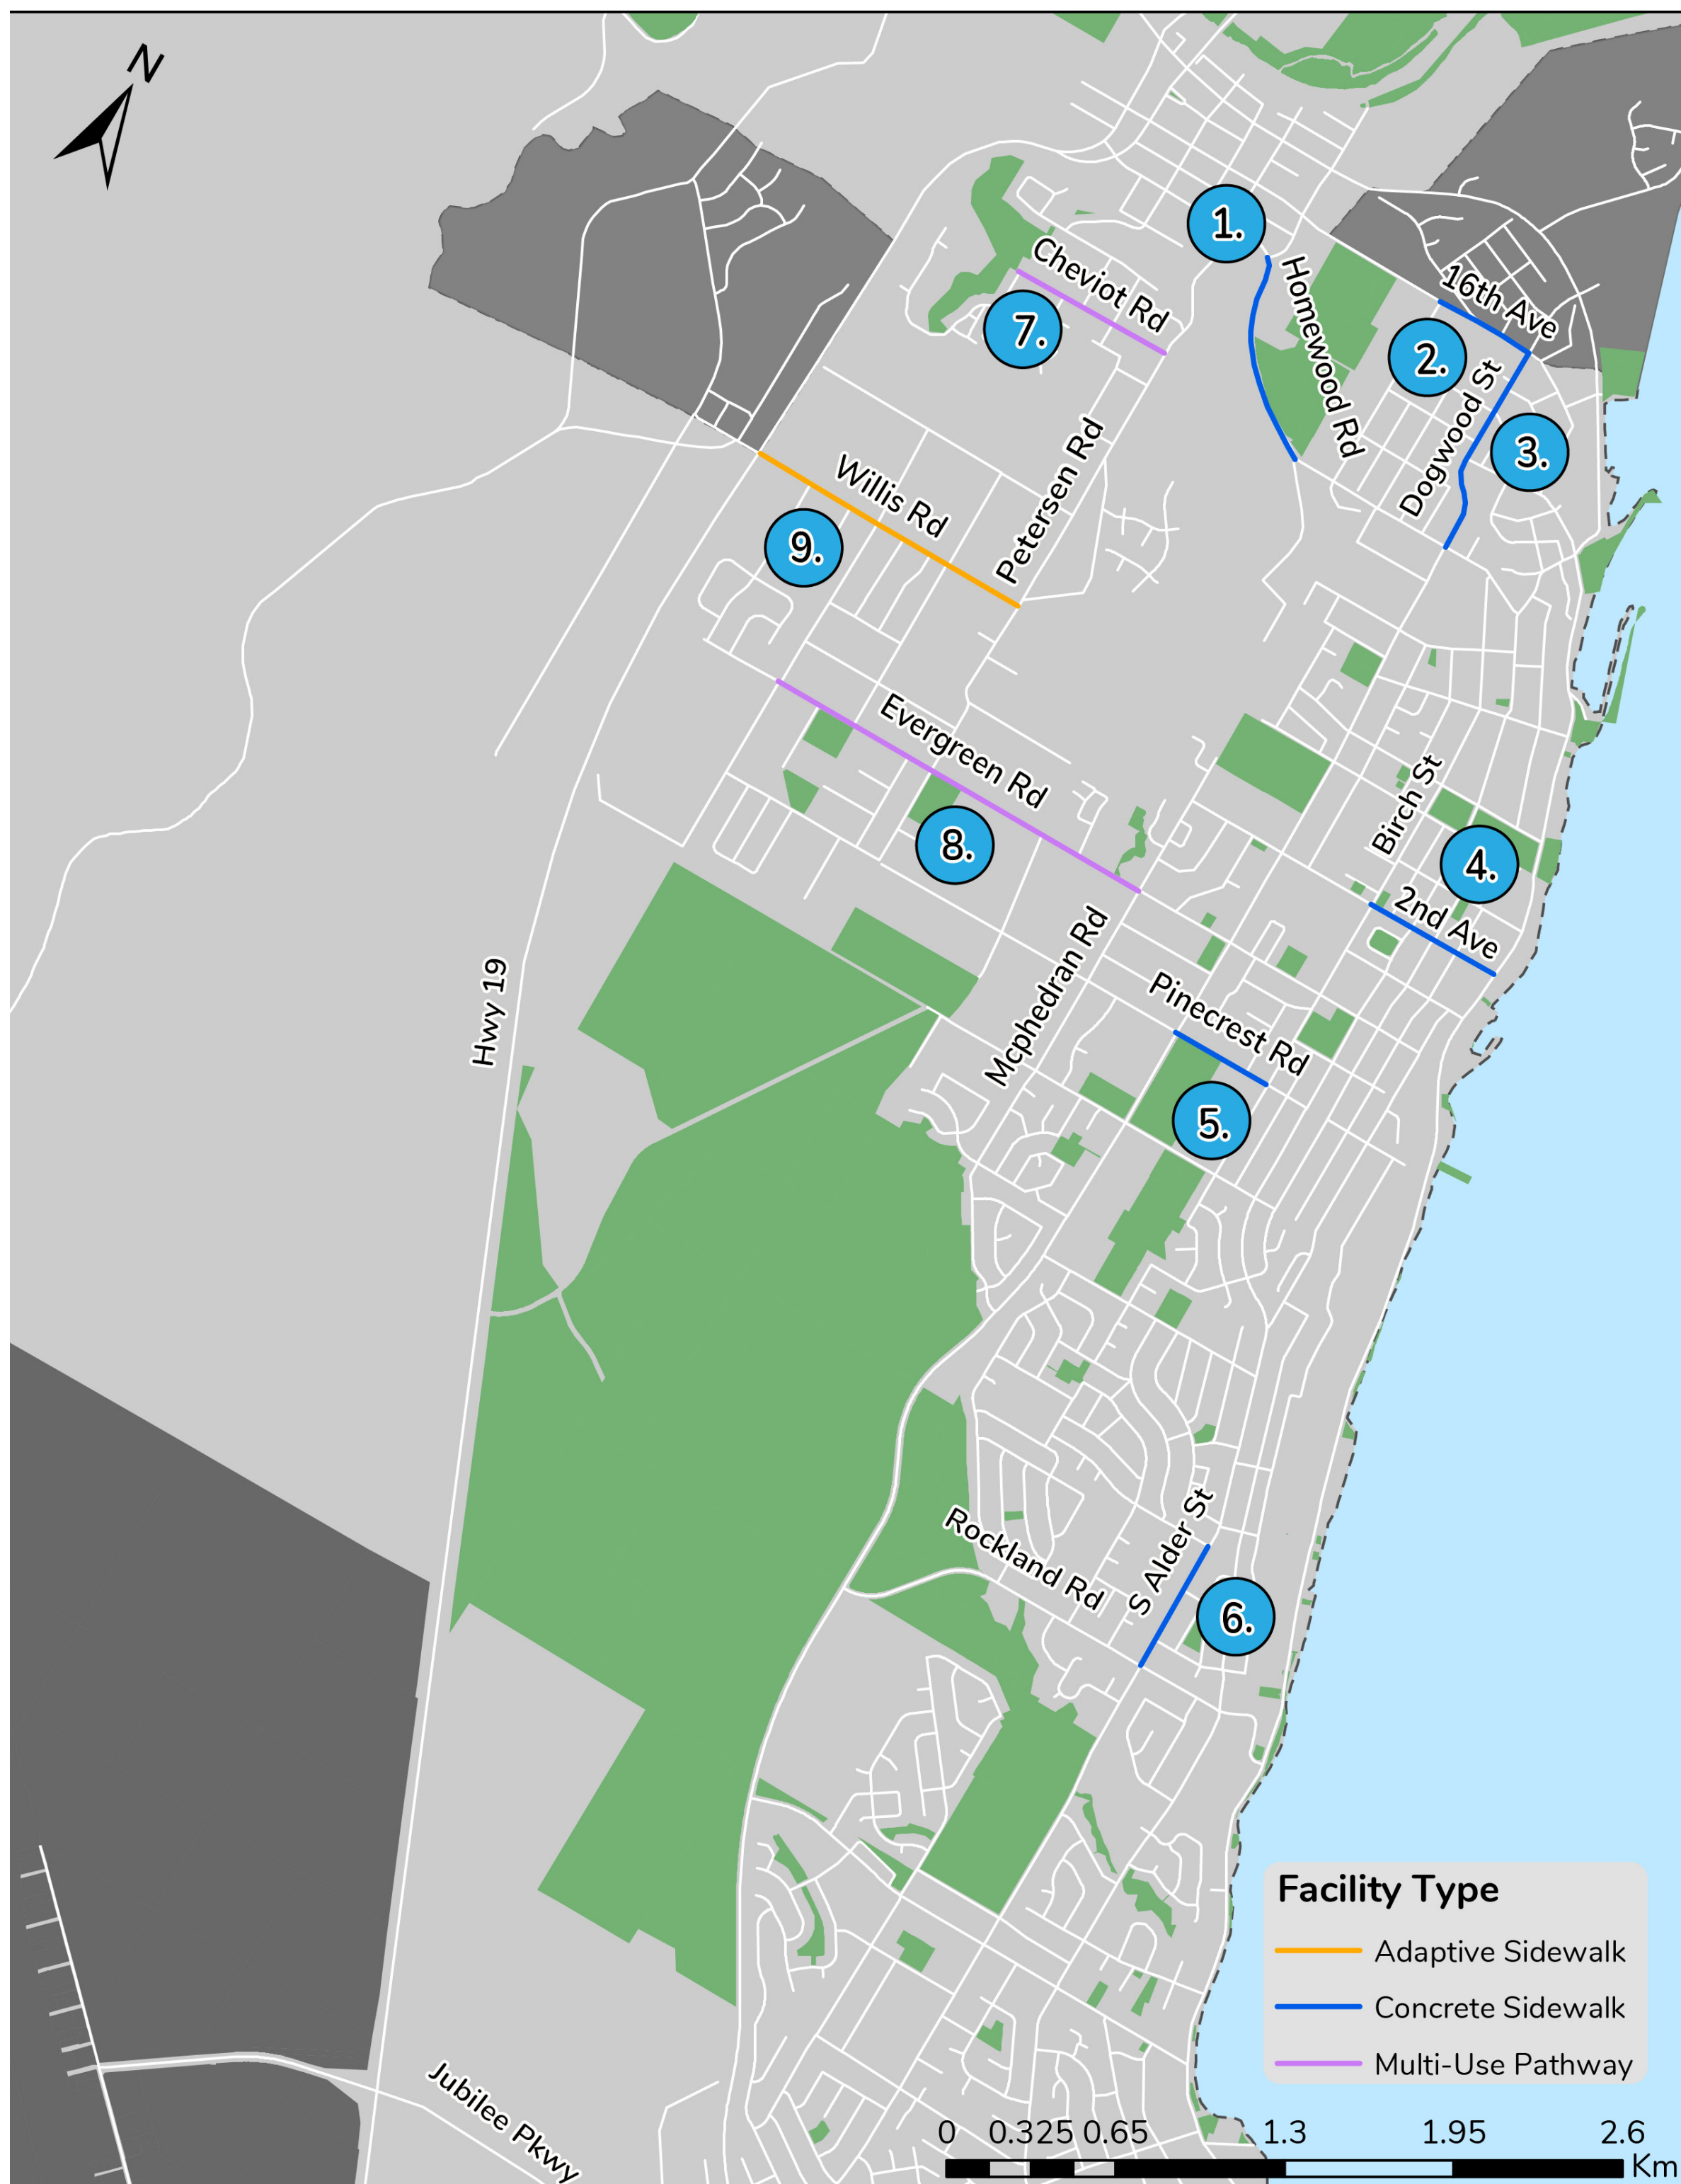 N
1.
Cheviot Rd
Homewood Rd
16th Ave
7.
2.
Dogwood St
3.
Petersen Rd
Willis Rd
9.
Evergreen Rd
Birch St
8.
4.
2nd Ave
Mcphedran Rd
Hwy 19
Pinecrest Rd
5.
S Alder St
Rockland Rd
6.
Facility Type
Adaptive Sidewalk
Concrete Sidewalk
Multi-Use Pathway
Jubilee Pkwy
0 0.325 0.65 1.3 1.95 2.6
Km